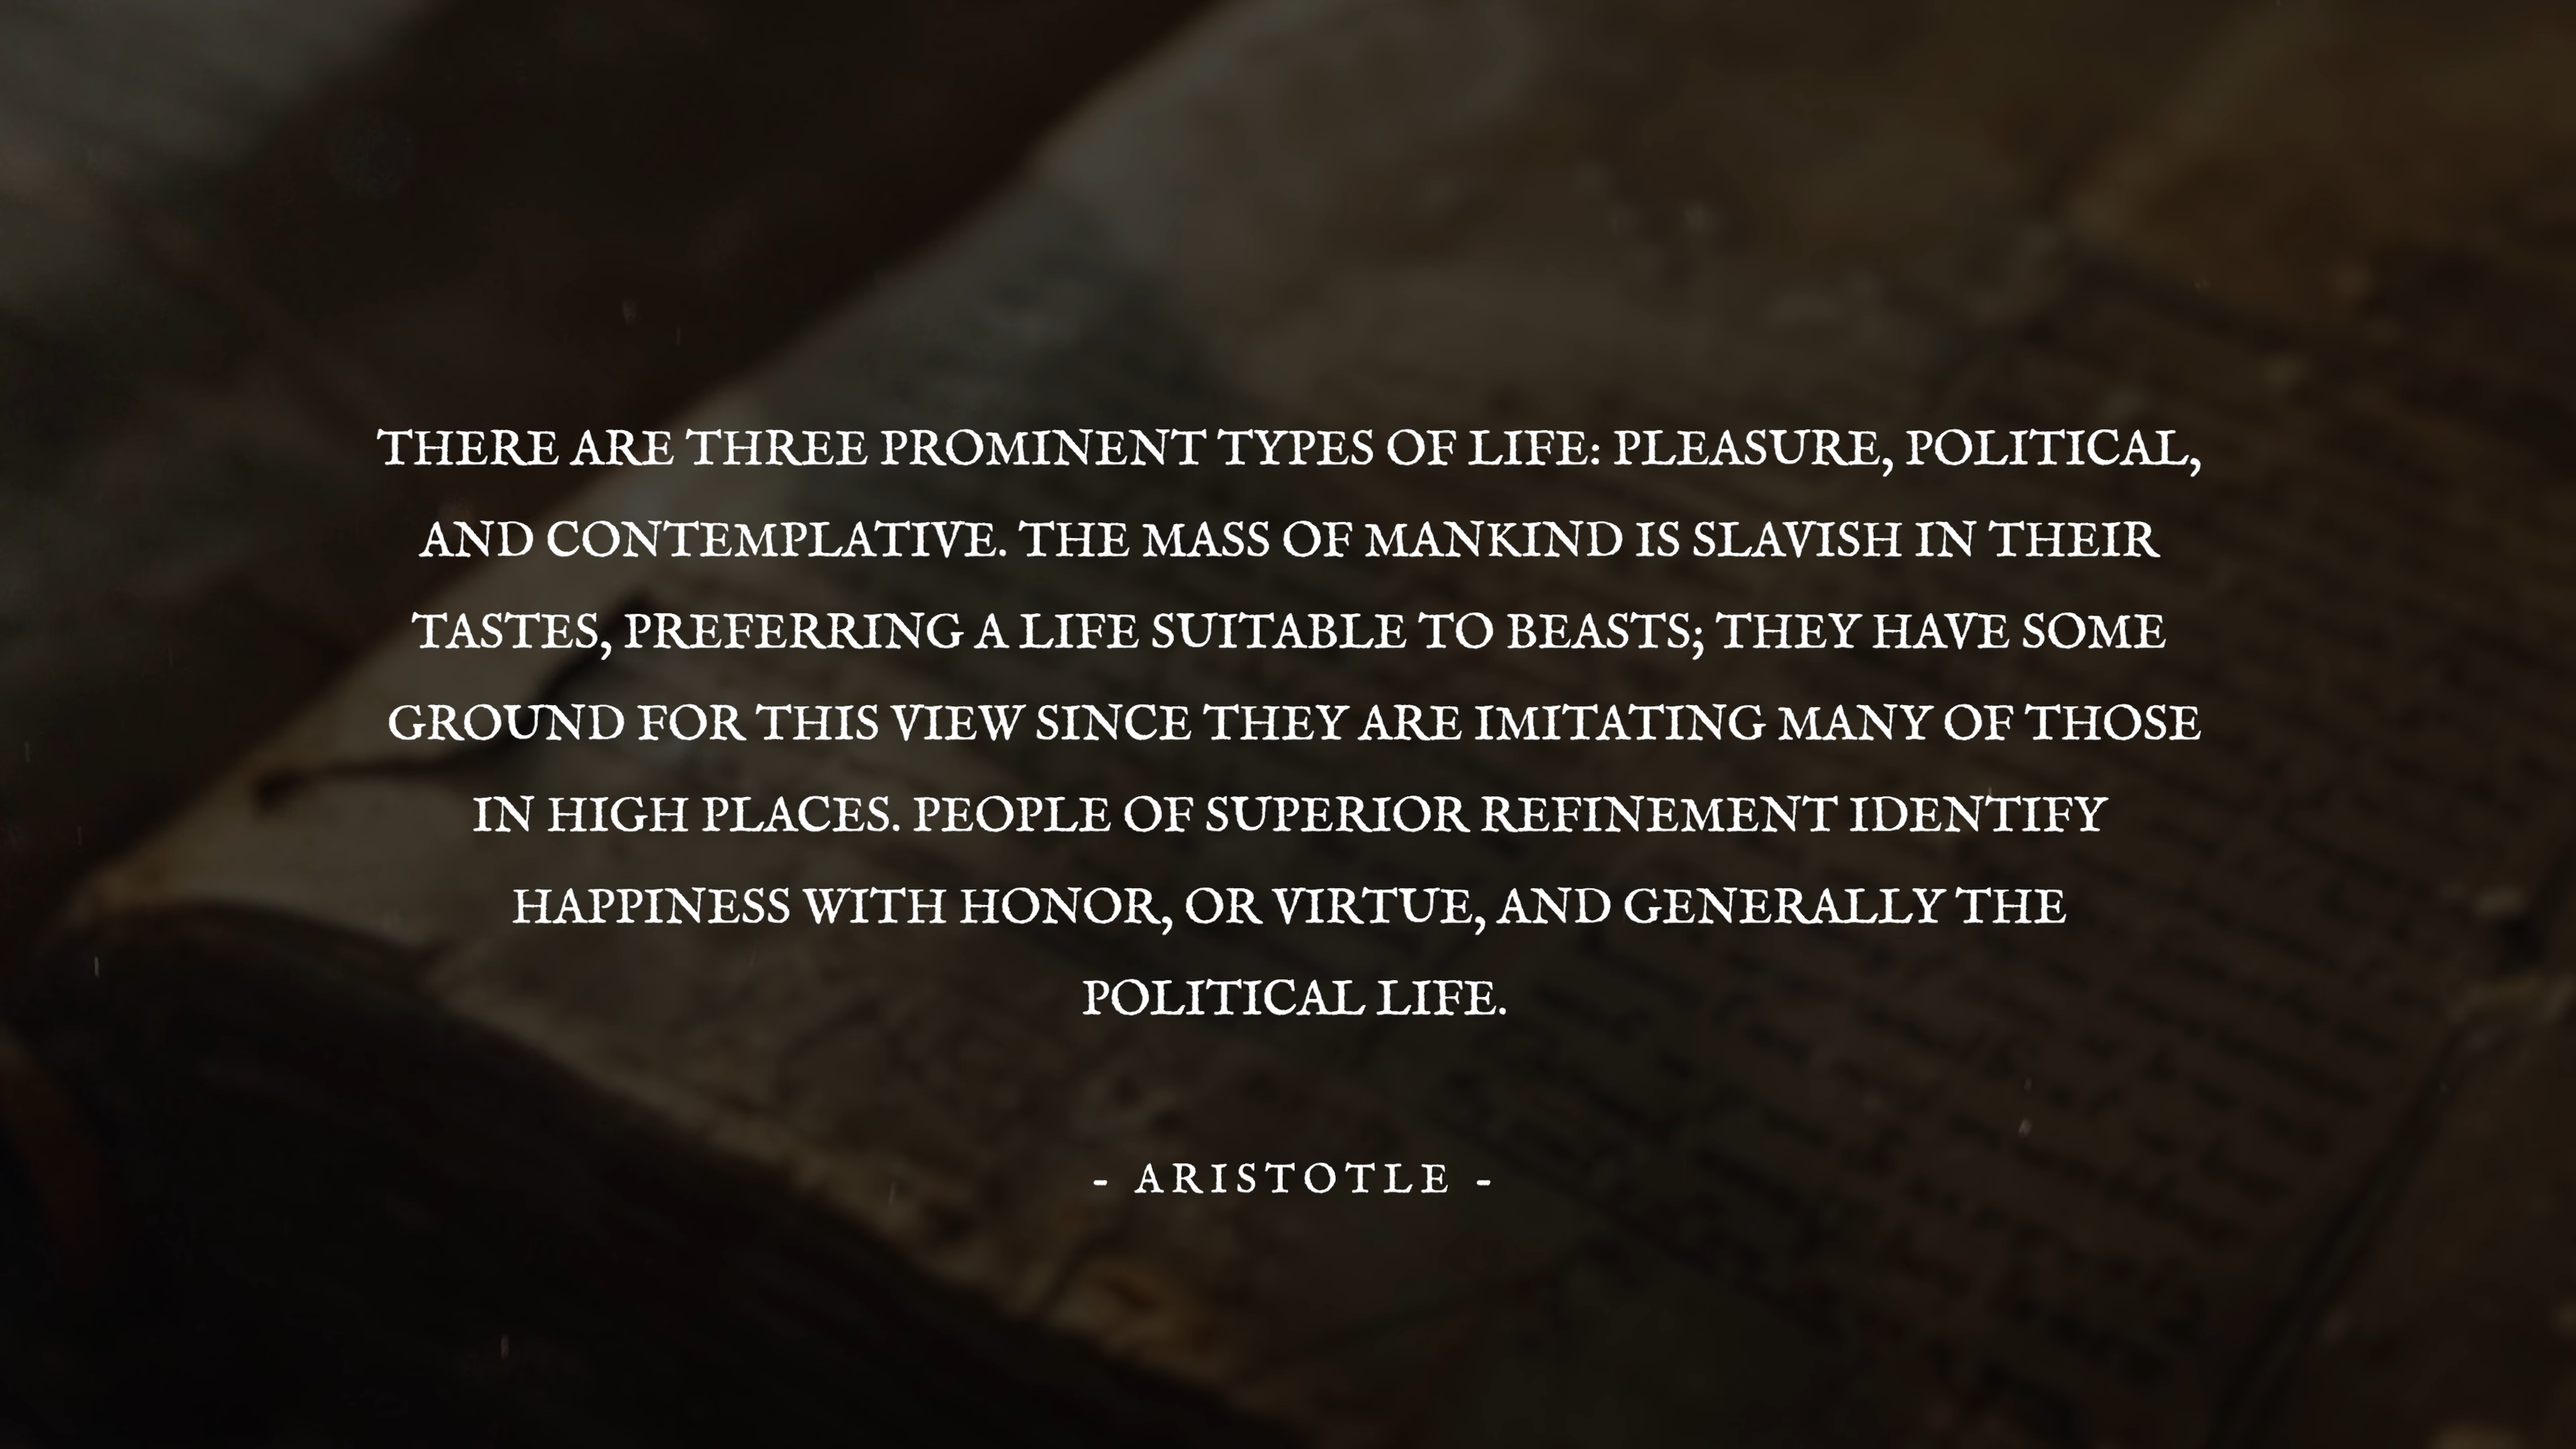 THERE ARE THREE PROMINENT TYPES OF LIFE: PLEASURE, POLITICAL,
AND CONTEMPLATIVE. THE MASS OF MANKIND IS SLAVISH IN THEIR
TASTES, PREFERRING A LIFE SUITABLE TO BEASTS; THEY HAVE SOME
GROUND FOR THIS VIEW SINCE THEY ARE IMITATING MANY OF THOSE
IN HIGH PLACES. PEOPLE OF SUPERIOR REFINEMENT IDENTIFY
HAPPINESS WITH HONOR, OR VIRTUE, AND GENERALLY THE
POLITICAL LIFE.
- ARISTOTLE -